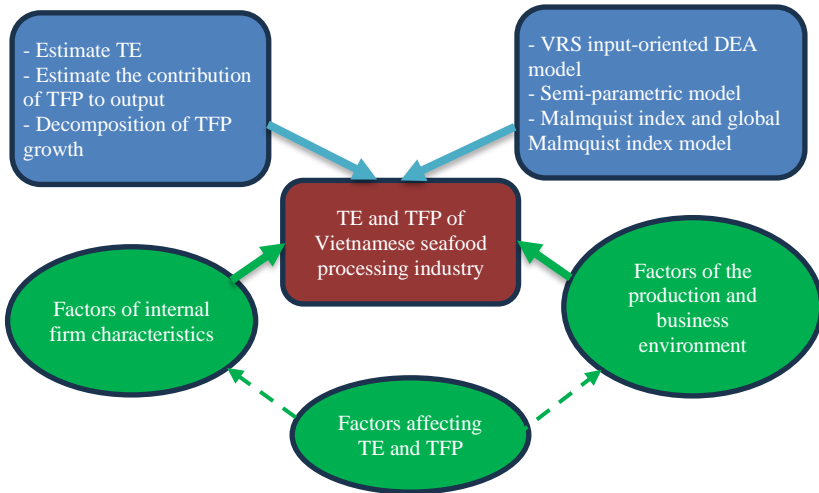 - Estimate TE
- Estimate the contribution
of TFP to output
- Decomposition of TFP
growth
- VRS input-oriented DEA
model
- Semi-parametric model
- Malmquist index and global
Malmquist index model
TE and TFP of
Vietnamese seafood
processing industry
Factors of internal
firm characteristics
Factors of the
production and
business
environment
Factors affecting
TE and TFP